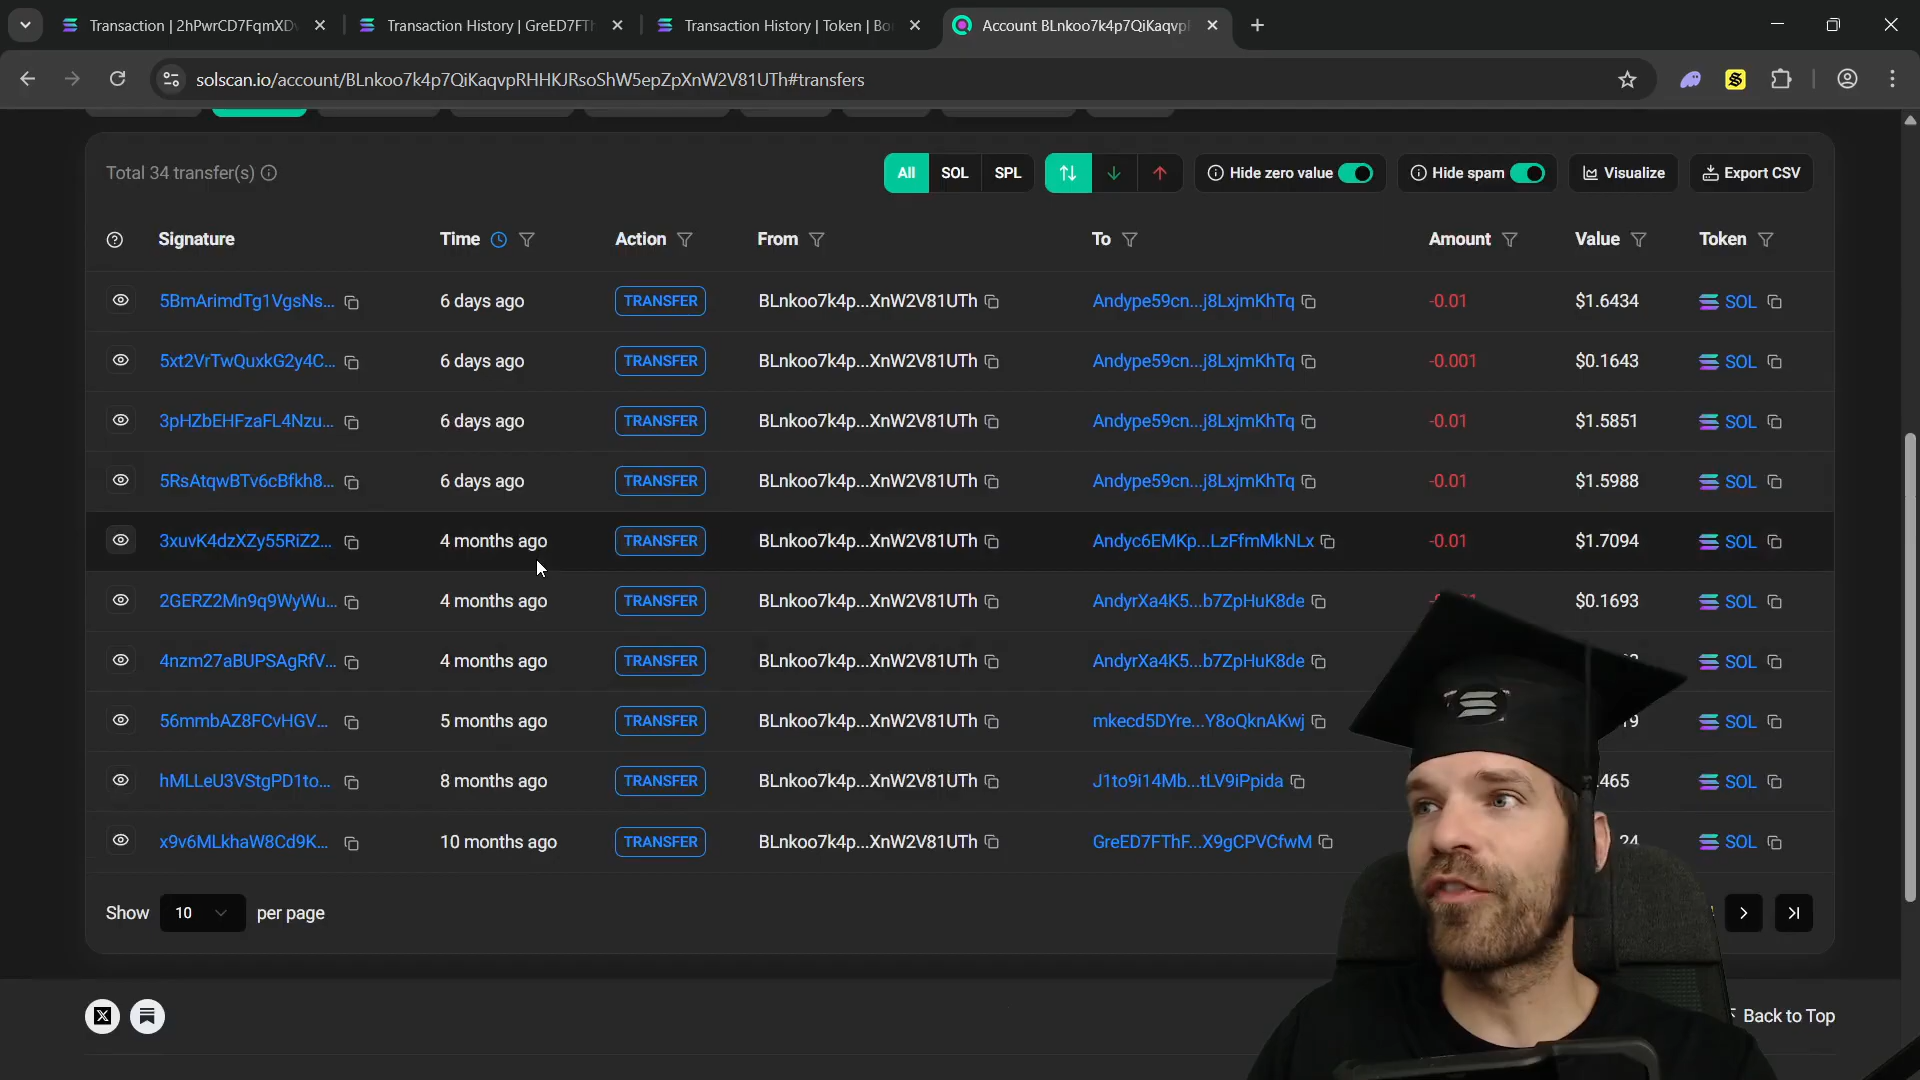 Transaction | 2hPwrCD7FqmXD
Transaction History | GreED7FTh
Transaction History | Token | Bo
Account BLnkoo7k4p7QiKaqvp
solscan.io/account/BLnkoo7k4p7QiKaqvpRHHKJRsoShW5epZpXnW2V81UTh#transfers
Total 34 transfer(s)
All SOL SPL Hide zero value Hide spam Visualize Export CSV
Signature Time Action From To Amount Value Token
5BmArimdTg1VgsNs... 6 days ago TRANSFER BLnkoo7k4p...XnW2V81UTh Andype59cn...j8LxjmKhTq -0.01 $1.6434 SOL
5xt2VrTwQuxkG2y4C... 6 days ago TRANSFER BLnkoo7k4p...XnW2V81UTh Andype59cn...j8LxjmKhTq -0.001 $0.1643 SOL
3pHZbEHFzaFL4Nzu... 6 days ago TRANSFER BLnkoo7k4p...XnW2V81UTh Andype59cn...j8LxjmKhTq -0.01 $1.5851 SOL
5RsAtqwBTv6cBfkh8... 6 days ago TRANSFER BLnkoo7k4p...XnW2V81UTh Andype59cn...j8LxjmKhTq -0.01 $1.5988 SOL
3xuvK4dzXZy55RiZ2... 4 months ago TRANSFER BLnkoo7k4p...XnW2V81UTh Andyc6EMKp...LzFfmMkNLx -0.01 $1.7094 SOL
2GERZ2Mn9q9WyWu... 4 months ago TRANSFER BLnkoo7k4p...XnW2V81UTh AndyrXa4K5...b7ZpHuK8de $0.1693 SOL
4nzm27aBUPSAgRfV... 4 months ago TRANSFER BLnkoo7k4p...XnW2V81UTh AndyrXa4K5...b7ZpHuK8de SOL
56mmbAZ8FCvHGV... 5 months ago TRANSFER BLnkoo7k4p...XnW2V81UTh mkecd5DYre...Y8oQknAKwj SOL
hMLLeU3VStgPD1to... 8 months ago TRANSFER BLnkoo7k4p...XnW2V81UTh J1to9i14Mb...tLV9iPpida .465 SOL
x9v6MLkhaW8Cd9K... 10 months ago TRANSFER BLnkoo7k4p...XnW2V81UTh GreED7FThF...X9gCPVCfwM 24 SOL
Show 10 per page
Back to Top